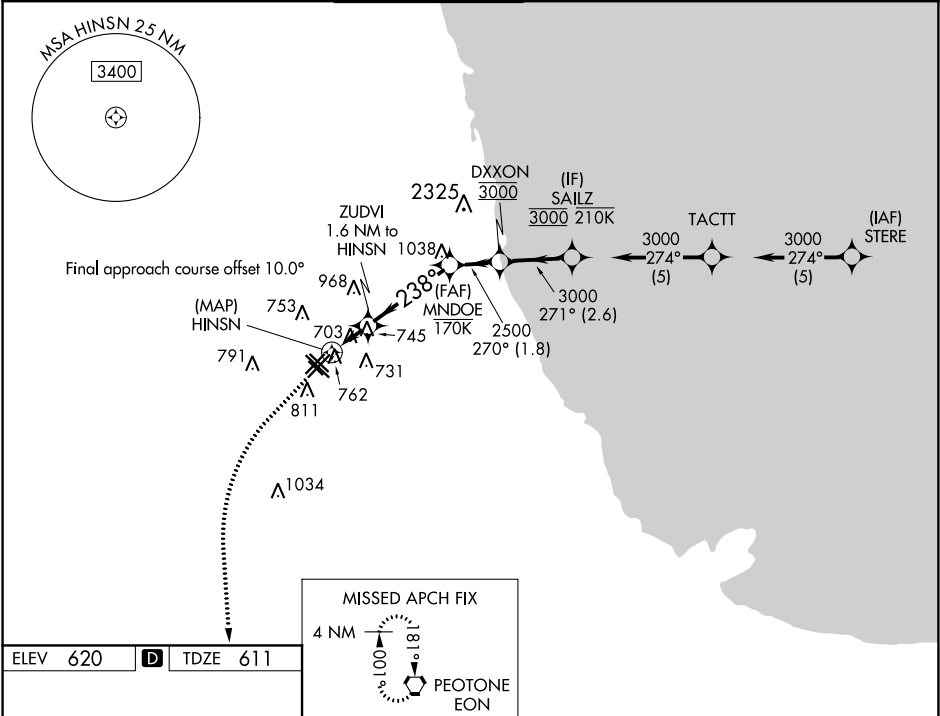 MSA HINSN 25 NM
3400
Final approach course offset 10.0°
(MAP)
HINSN
ZUDVI
1.6 NM to
HINSN
2325
DXXON
3000
(IF)
SAILZ
3000 210K
TACTT
(IAF)
STERE
3000
274°
(5)
3000
274°
(5)
3000
271° (2.6)
2500
270° (1.8)
(FAF)
MNDOE
170K
238°
1038
968
753
703
745
791
731
762
811
1034
MISSED APCH FIX
4 NM
001°
181°
PEOTONE
EON
ELEV 620 D TDZE 611